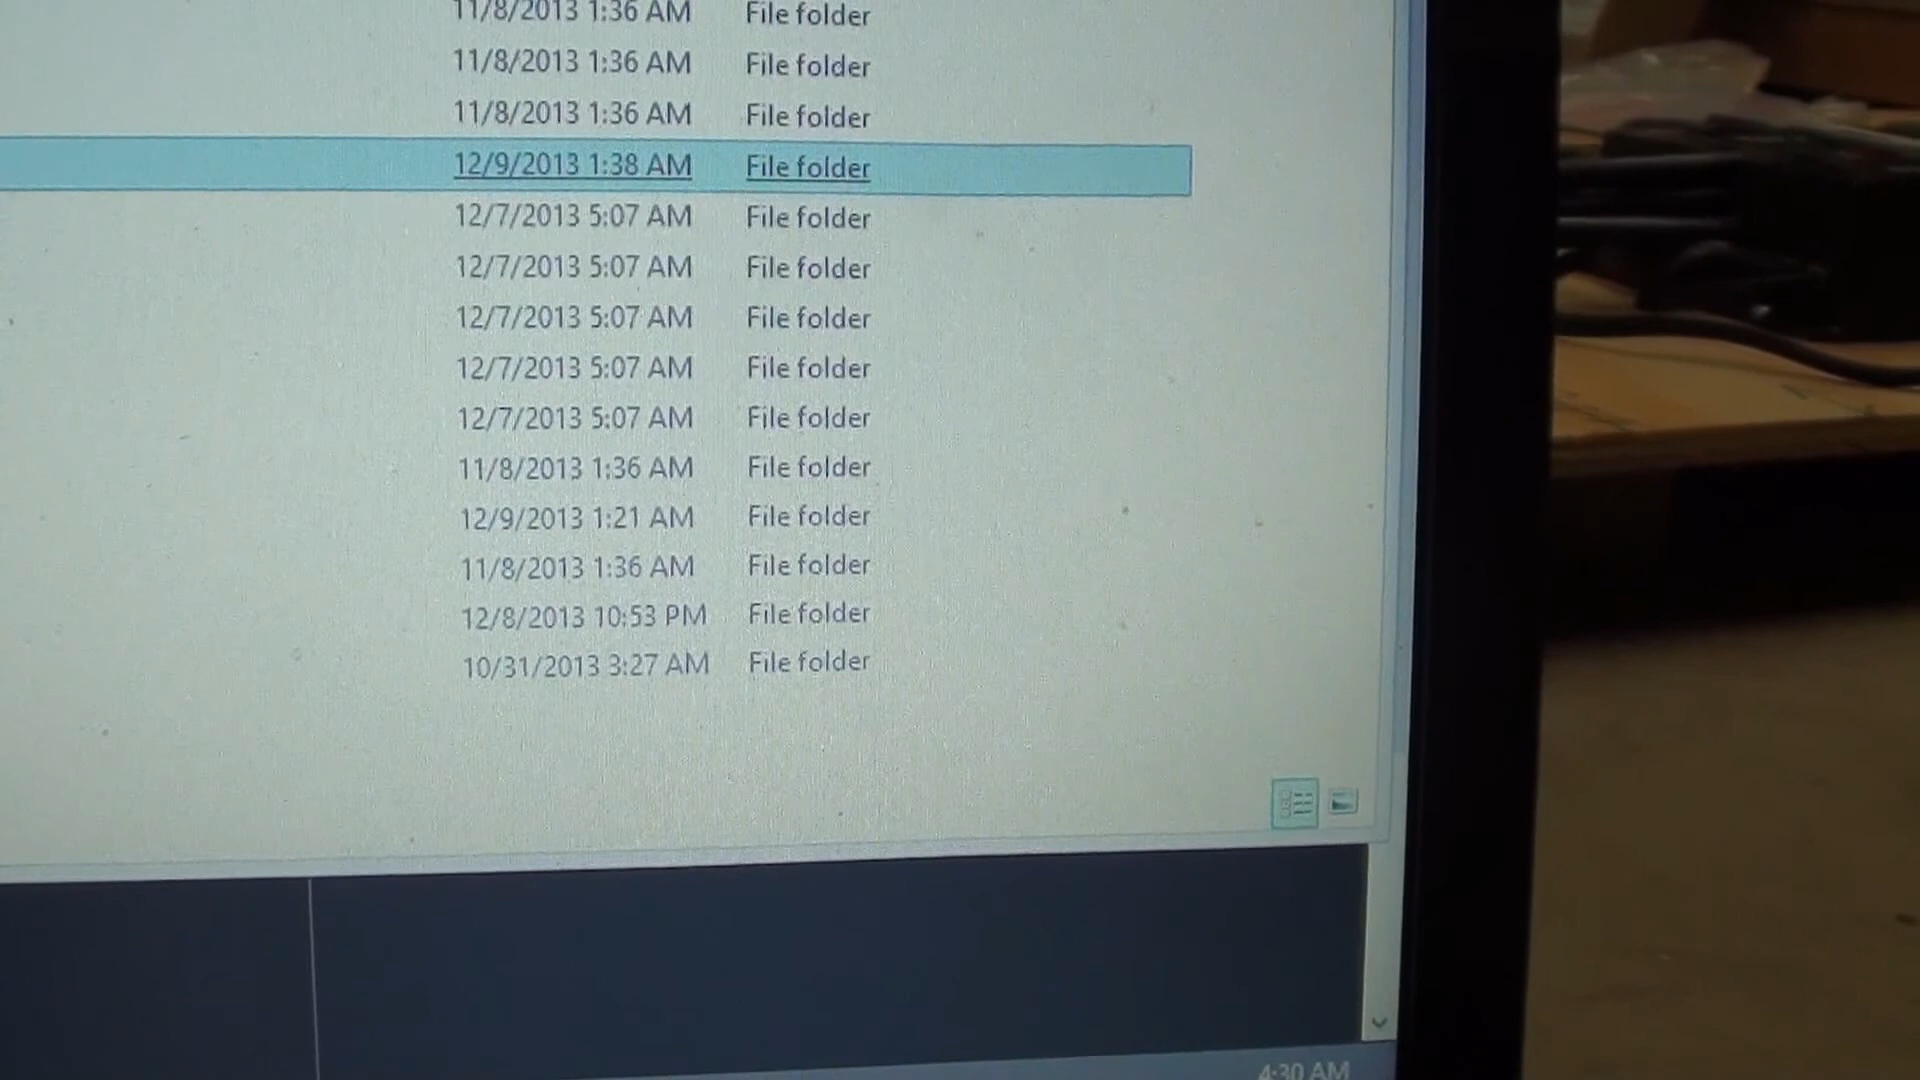 11/8/2013 1:36 AM File folder
11/8/2013 1:36 AM File folder
11/8/2013 1:36 AM File folder
12/9/2013 1:38 AM File folder
12/7/2013 5:07 AM File folder
12/7/2013 5:07 AM File folder
12/7/2013 5:07 AM File folder
12/7/2013 5:07 AM File folder
12/7/2013 5:07 AM File folder
11/8/2013 1:36 AM File folder
12/9/2013 1:21 AM File folder
11/8/2013 1:36 AM File folder
12/8/2013 10:53 PM File folder
10/31/2013 3:27 AM File folder
4:30 AM